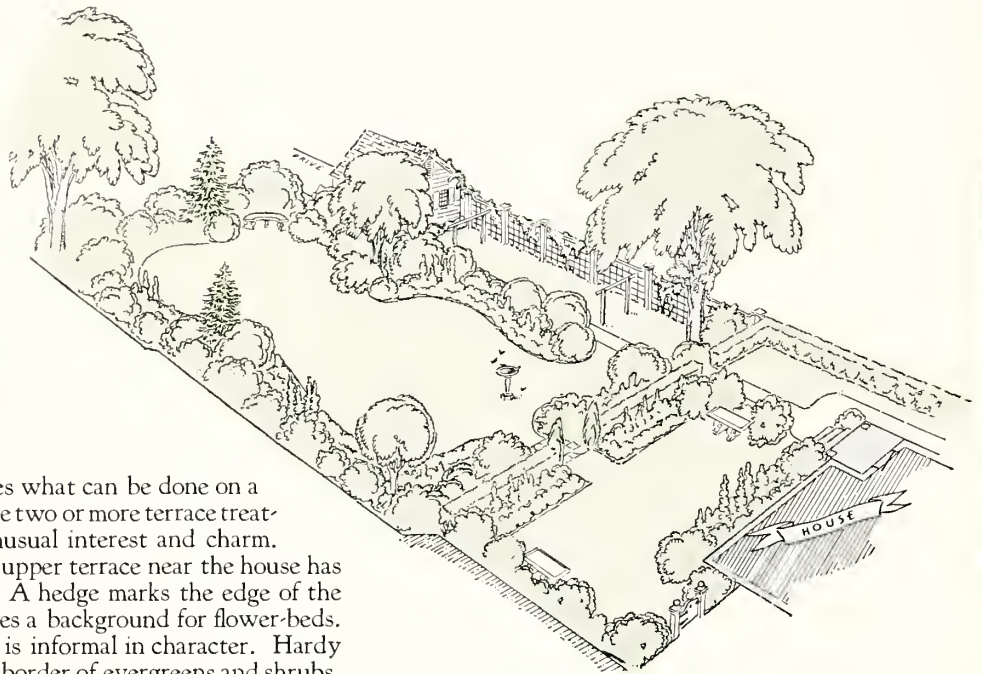 HOUSE
es what can be done on a
e two or more terrace treat-
nusual interest and charm.
upper terrace near the house has
A hedge marks the edge of the
es a background for flower-beds.
is informal in character. Hardy
border of evergreens and shrubs